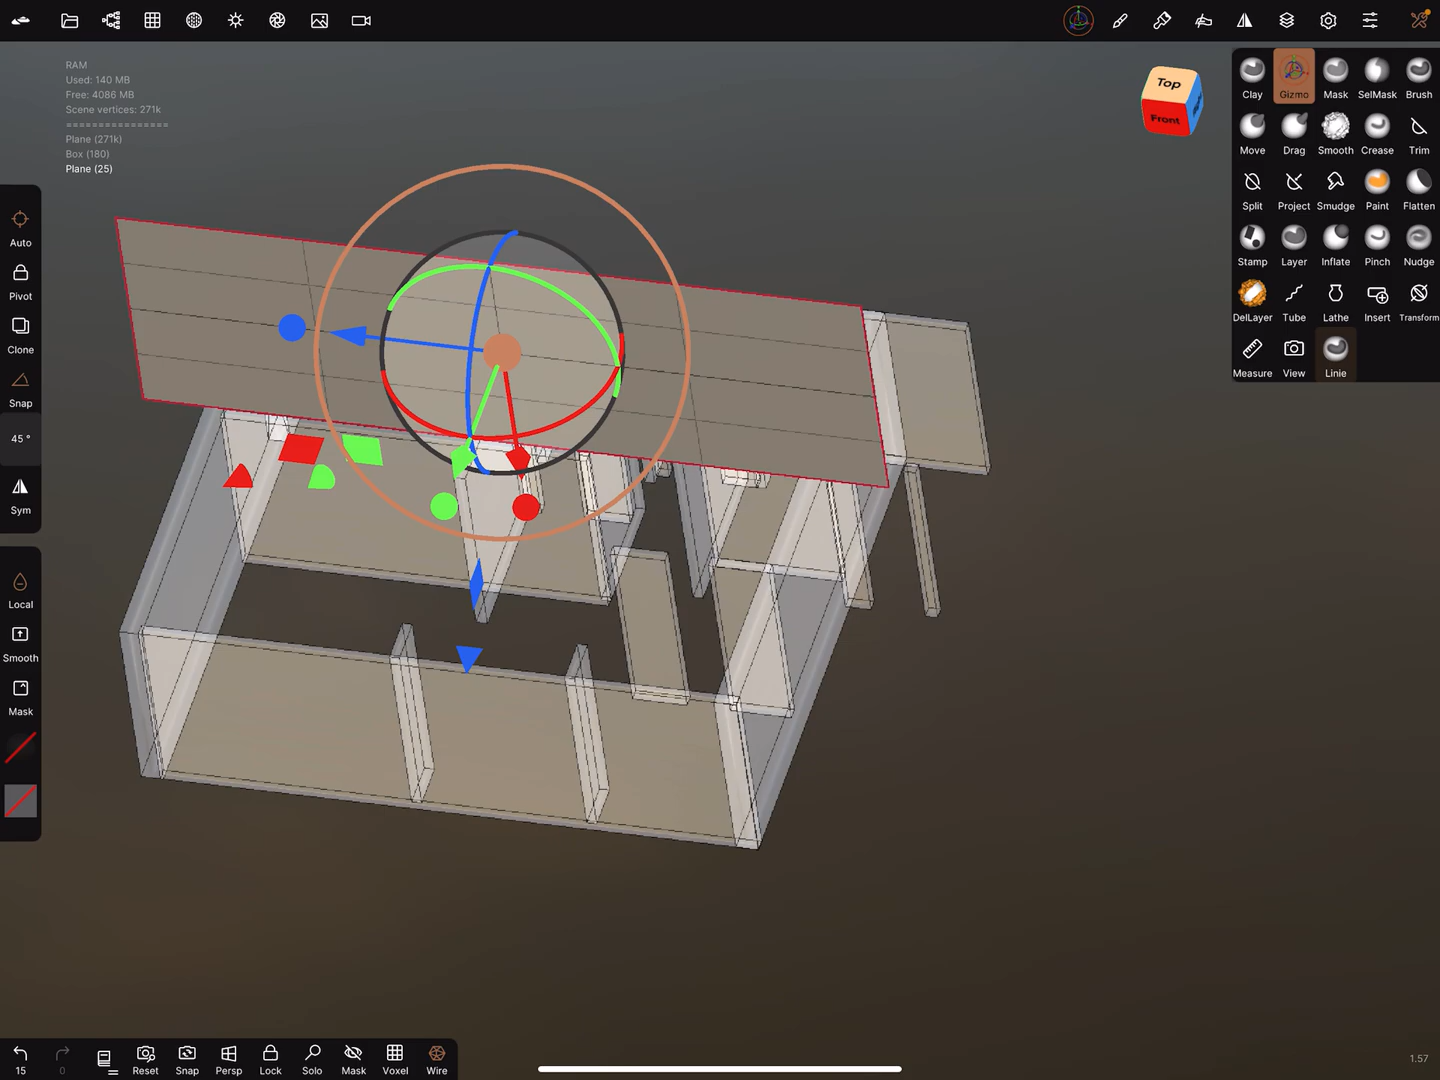 RAM
Used: 140 MB
Free: 4086 MB
Scene vertices: 271k
================
Plane (271k)
Box (180)
Plane (25)
Top
Front
Clay
Gizmo
Mask
SelMask
Brush
Move
Drag
Smooth
Crease
Trim
Split
Project
Smudge
Paint
Flatten
Stamp
Layer
Inflate
Pinch
Nudge
DelLayer
Tube
Lathe
Insert
Transform
Measure
View
Linie
Auto
Pivot
Clone
Snap
45 °
Sym
Local
Smooth
Mask
15
0
Reset
Snap
Persp
Lock
Solo
Mask
Voxel
Wire
1.57